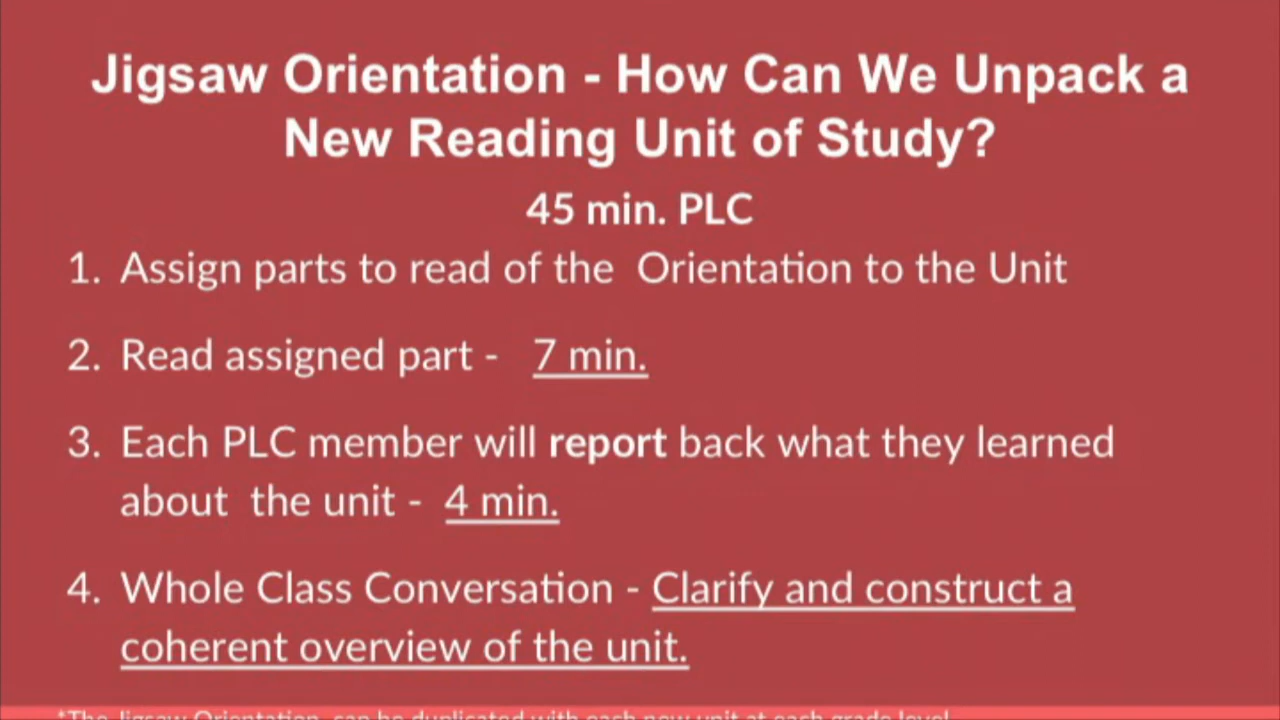 Jigsaw Orientation - How Can We Unpack a
New Reading Unit of Study?
45 min. PLC
1. Assign parts to read of the Orientation to the Unit
2. Read assigned part - 7 min.
3. Each PLC member will report back what they learned
about the unit - 4 min.
4. Whole Class Conversation - Clarify and construct a
coherent overview of the unit.
*The Jigsaw Orientation can be duplicated with each new unit at each grade level